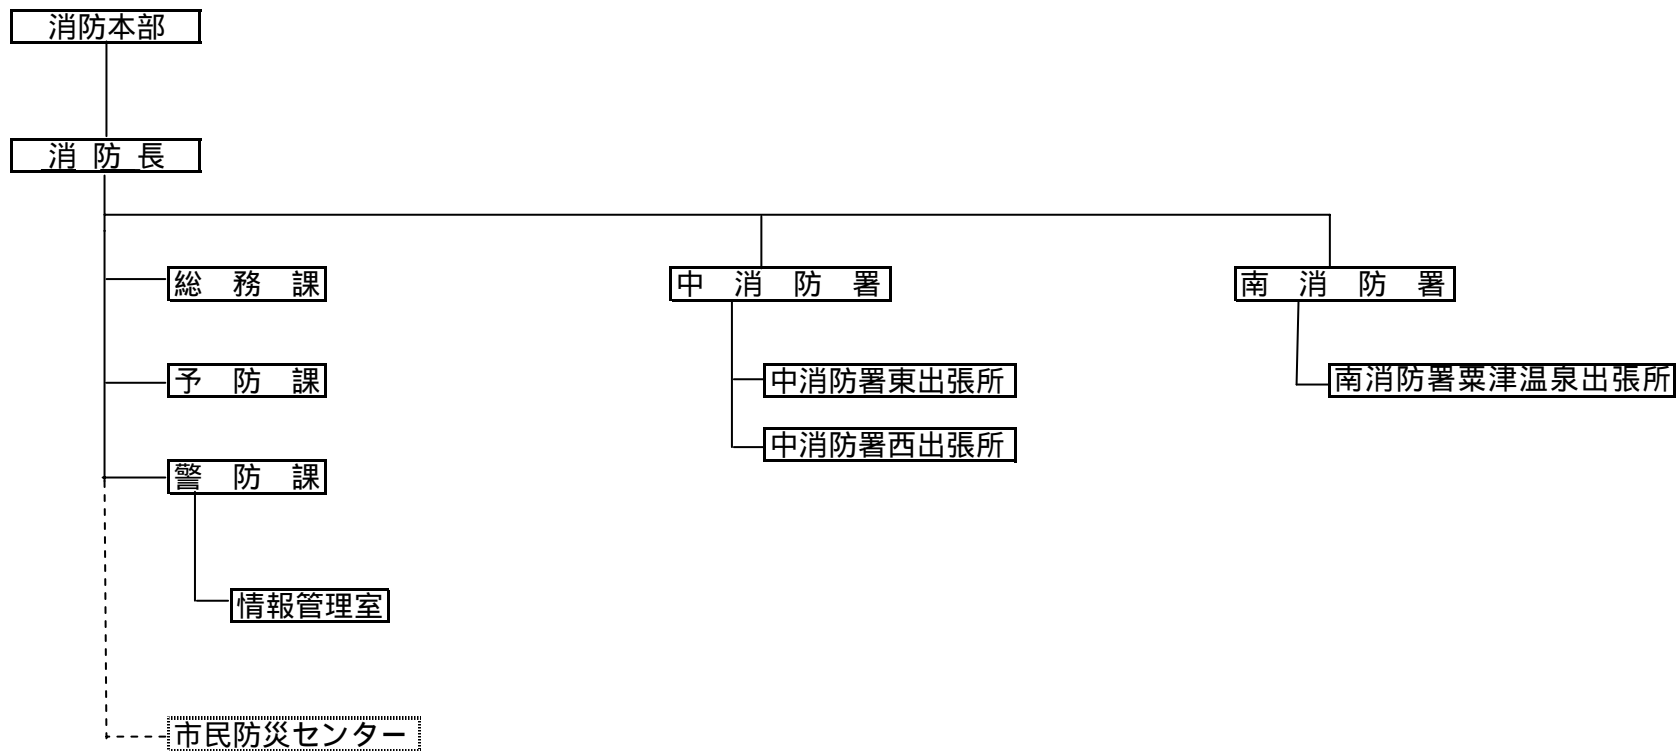 消防本部
消防長
総務課
中消防署
南消防署
予防課
中消防署東出張所
南消防署粟津温泉出張所
中消防署西出張所
警防課
情報管理室
市民防災センター